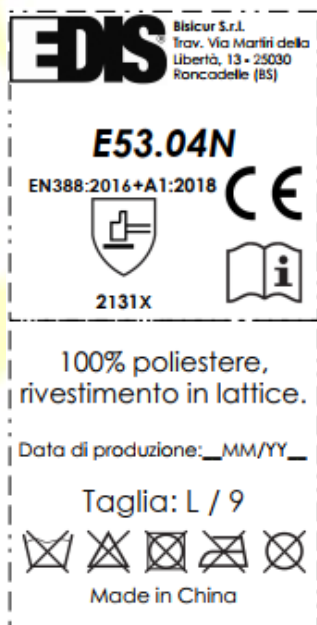 EDIS®
Bisicur S.r.l.
Trav. Via Martiri della
Libertà, 13 - 25030
Roncadelle (BS)
E53.04N
EN388:2016+A1:2018
CE
i
2131X
100% poliestere,
rivestimento in lattice.
Data di produzione:__MM/YY__
Taglia: L / 9
Made in China